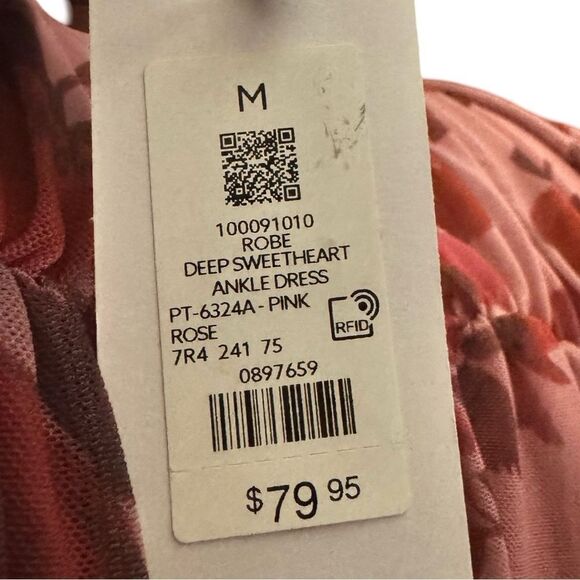 M
100091010
ROBE
DEEP SWEETHEART
ANKLE DRESS
PT-6324A - PINK
ROSE
RFID
7R4 241 75
0897659
$79 95